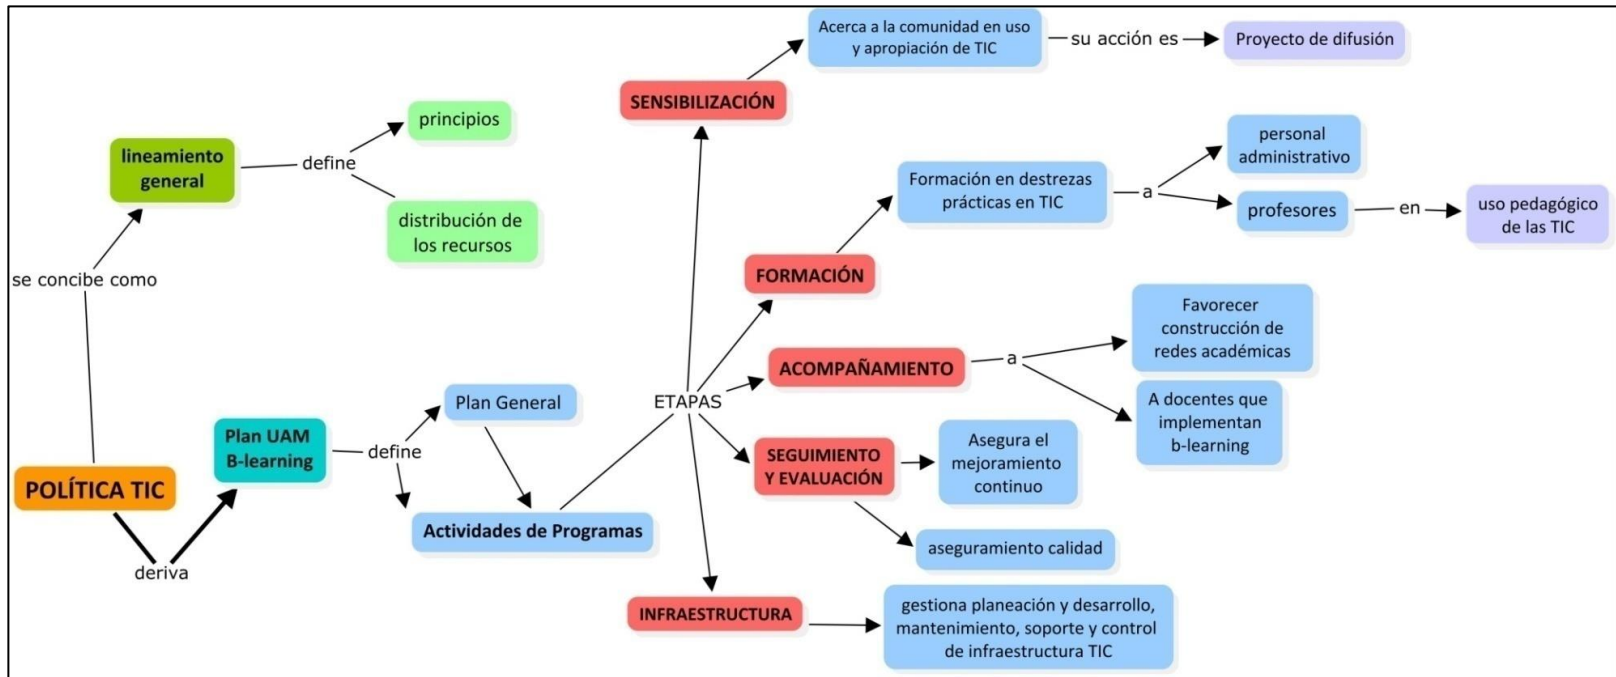 POLÍTICA TIC
se concibe como
lineamiento
general
define
principios
distribución de
los recursos
deriva
Plan UAM
B-learning
define
Plan General
Actividades de Programas
ETAPAS
SENSIBILIZACIÓN
Acerca a la comunidad en uso
y apropiación de TIC
su acción es
Proyecto de difusión
FORMACIÓN
Formación en destrezas
prácticas en TIC
a
personal
administrativo
profesores
en
uso pedagógico
de las TIC
ACOMPAÑAMIENTO
a
Favorecer
construcción de
redes académicas
A docentes que
implementan
b-learning
SEGUIMIENTO
Y EVALUACIÓN
Asegura el
mejoramiento
continuo
aseguramiento calidad
INFRAESTRUCTURA
gestiona planeación y desarrollo,
mantenimiento, soporte y control
de infraestructura TIC